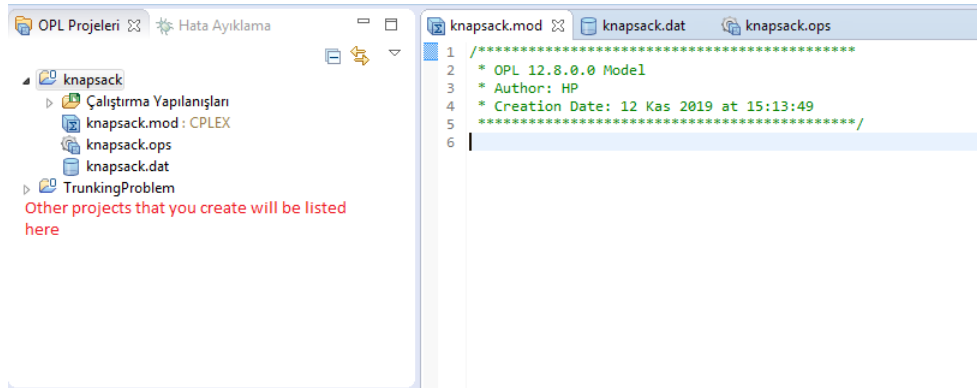 OPL Projeleri Hata Ayıklama
knapsack
Çalıştırma Yapılanışları
knapsack.mod : CPLEX
knapsack.ops
knapsack.dat
TrunkingProblem
Other projects that you create will be listed
here
knapsack.mod knapsack.dat knapsack.ops
1 /*********************************************
2 * OPL 12.8.0.0 Model
3 * Author: HP
4 * Creation Date: 12 Kas 2019 at 15:13:49
5 *********************************************/
6